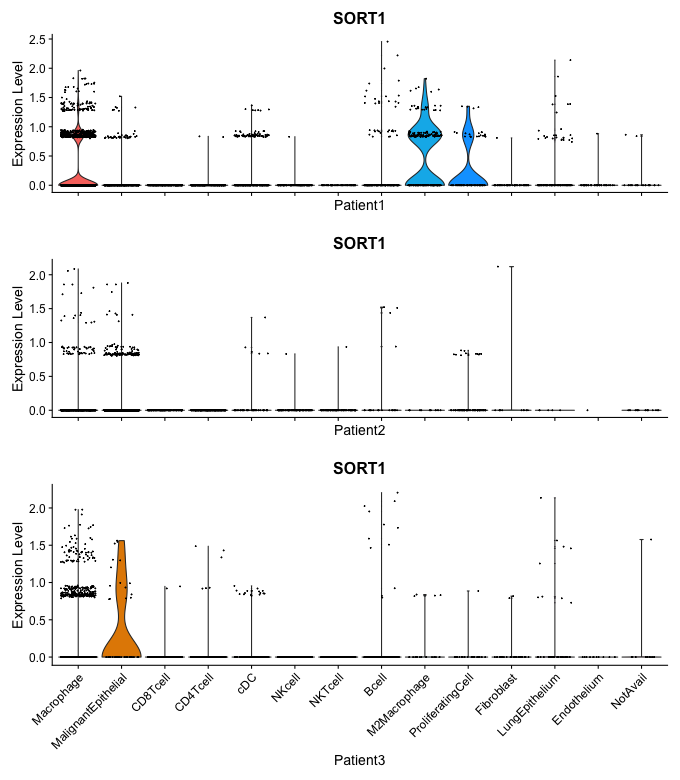 SORT1
Expression Level
2.5
2.0
1.5
1.0
0.5
0.0
Patient1
SORT1
Expression Level
2.0
1.5
1.0
0.5
0.0
Patient2
SORT1
Expression Level
2.0
1.5
1.0
0.5
0.0
Macrophage
MalignantEpithelial
CD8Tcell
CD4Tcell
cDC
NKcell
NKTcell
Bcell
M2Macrophage
ProliferatingCell
Fibroblast
LungEpithelium
Endothelium
NotAvail
Patient3